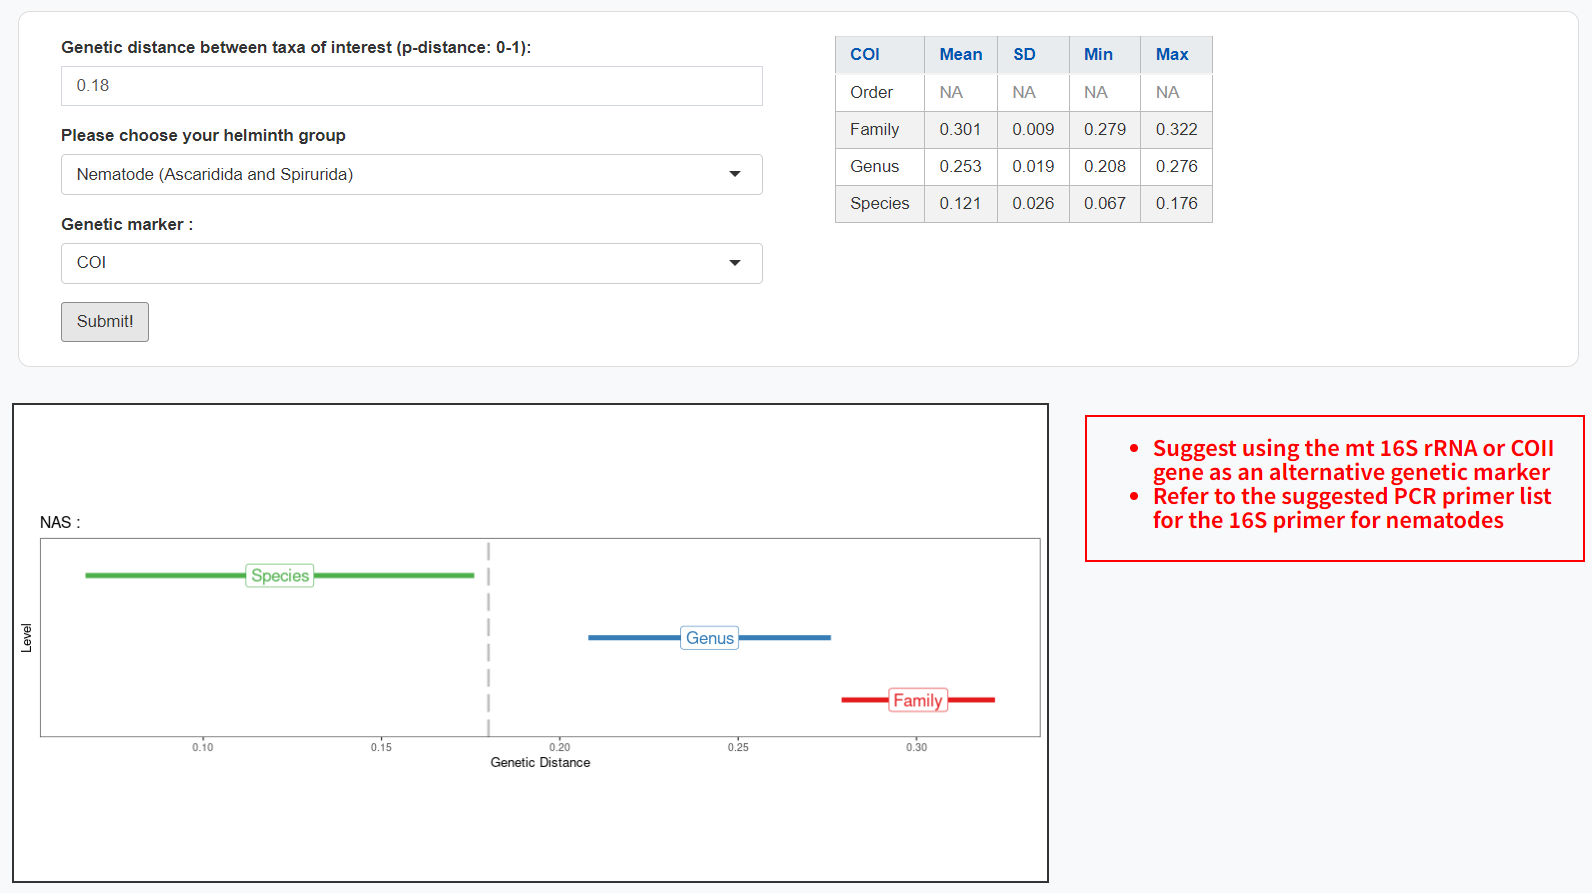 Genetic distance between taxa of interest (p-distance: 0-1):
0.18
Please choose your helminth group
Nematode (Ascaridida and Spirurida)
Genetic marker :
COI
Submit!
COI Mean SD Min Max
Order NA NA NA NA
Family 0.301 0.009 0.279 0.322
Genus 0.253 0.019 0.208 0.276
Species 0.121 0.026 0.067 0.176
NAS :
Species
Genus
Family
Level
0.10 0.15 0.20 0.25 0.30
Genetic Distance
• Suggest using the mt 16S rRNA or COII
gene as an alternative genetic marker
• Refer to the suggested PCR primer list
for the 16S primer for nematodes